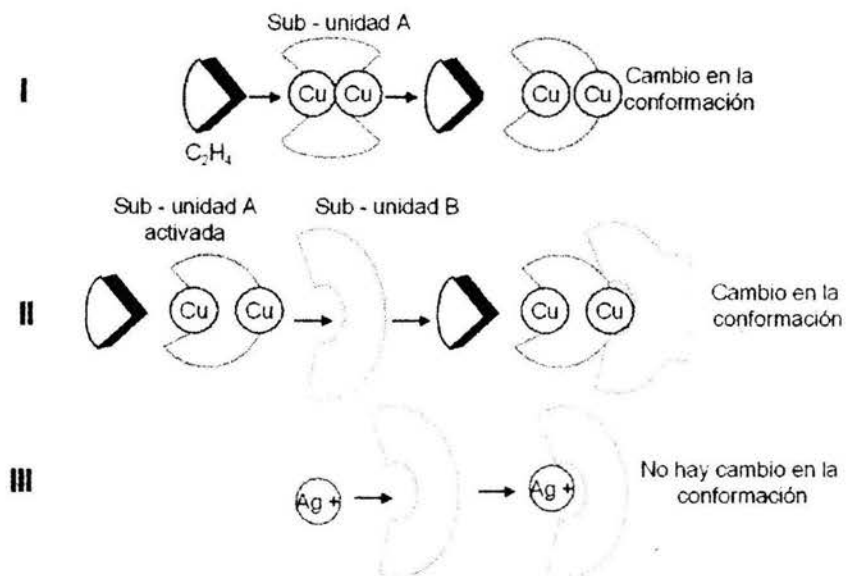 Sub - unidad A
I
Cu
Cu
Cu
Cu
Cambio en la
conformación
C₂H₄
Sub - unidad A
activada
Sub - unidad B
II
Cu
Cu
Cu
Cu
Cambio en la
conformación
III
Ag +
Ag +
No hay cambio en la
conformación